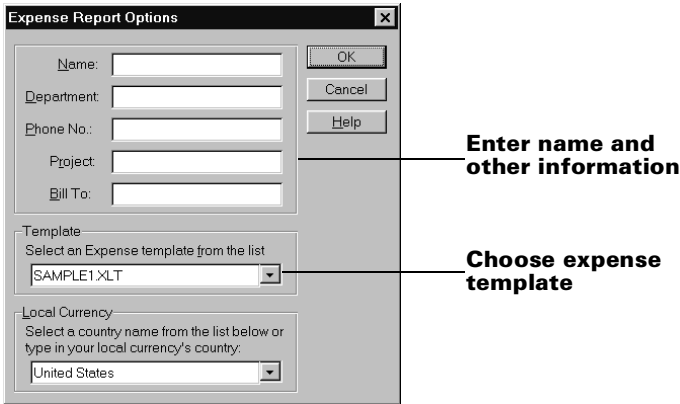 Expense Report Options
Name:
OK
Department:
Cancel
Phone No.:
Help
Project:
Bill To:
Enter name and
other information
Template
Select an Expense template from the list
SAMPLE1.XLT
Choose expense
template
Local Currency
Select a country name from the list below or
type in your local currency's country:
United States